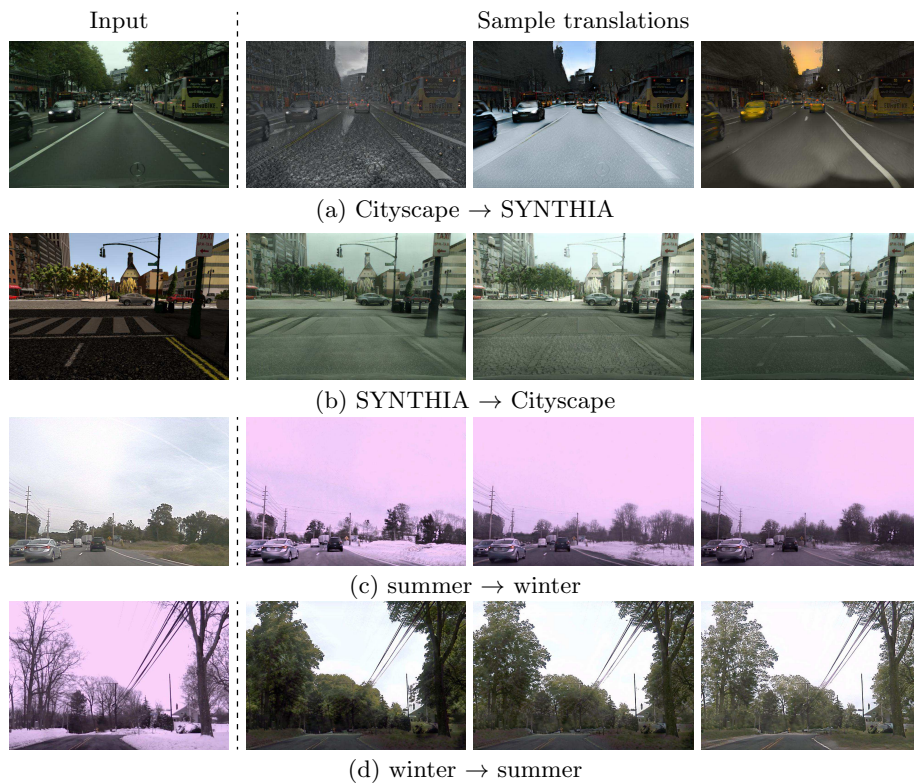 Input
Sample translations
(a) Cityscape → SYNTHIA
(b) SYNTHIA → Cityscape
(c) summer → winter
(d) winter → summer